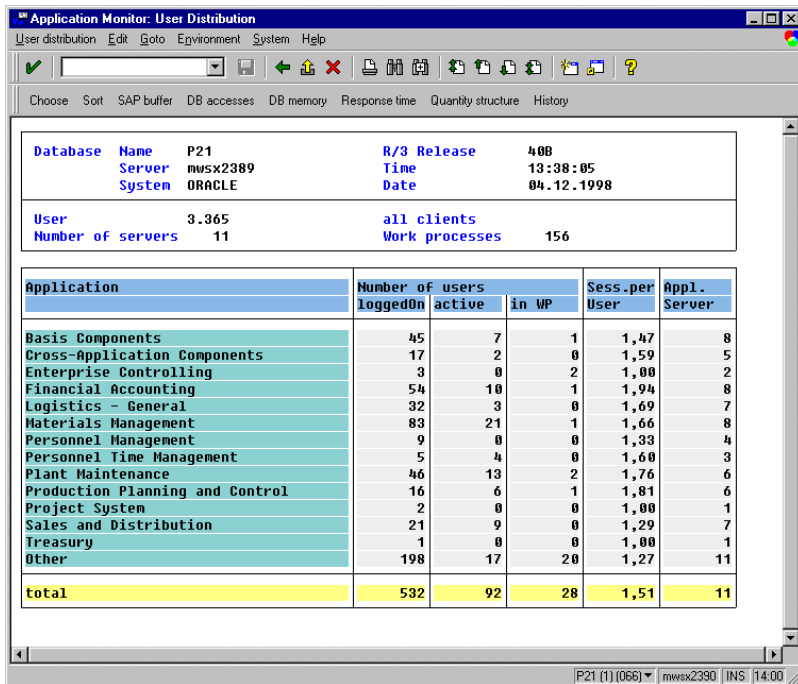 Application Monitor: User Distribution
User distribution Edit Goto Environment System Help
Choose Sort SAP buffer DB accesses DB memory Response time Quantity structure History
Database Name P21 R/3 Release 40B
Server mwsx2389 Time 13:38:05
System ORACLE Date 04.12.1998
User 3.365 all clients
Number of servers 11 Work processes 156
Application Number of users Sess.per Appl.
loggedOn active in WP User Server
Basis Components 45 7 1 1,47 8
Cross-Application Components 17 2 0 1,59 5
Enterprise Controlling 3 0 2 1,00 2
Financial Accounting 54 10 1 1,94 8
Logistics - General 32 3 0 1,69 7
Materials Management 83 21 1 1,66 8
Personnel Management 9 0 0 1,33 4
Personnel Time Management 5 4 0 1,60 3
Plant Maintenance 46 13 2 1,76 6
Production Planning and Control 16 6 1 1,81 6
Project System 2 0 0 1,00 1
Sales and Distribution 21 9 0 1,29 7
Treasury 1 0 0 1,00 1
Other 198 17 20 1,27 11
total 532 92 28 1,51 11
P21 (1) (066) mwsx2390 INS 14:00